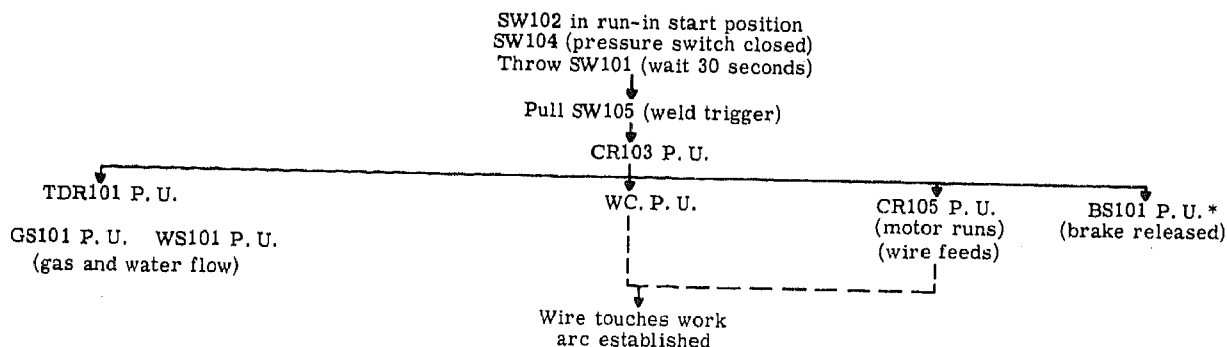 SW102 in run-in start position
SW104 (pressure switch closed)
Throw SW101 (wait 30 seconds)
Pull SW105 (weld trigger)
CR103 P. U.
TDR101 P. U.
GS101 P. U. WS101 P. U.
(gas and water flow)
WC. P. U.
CR105 P. U.
(motor runs)
(wire feeds)
BS101 P. U. *
(brake released)
Wire touches work
arc established